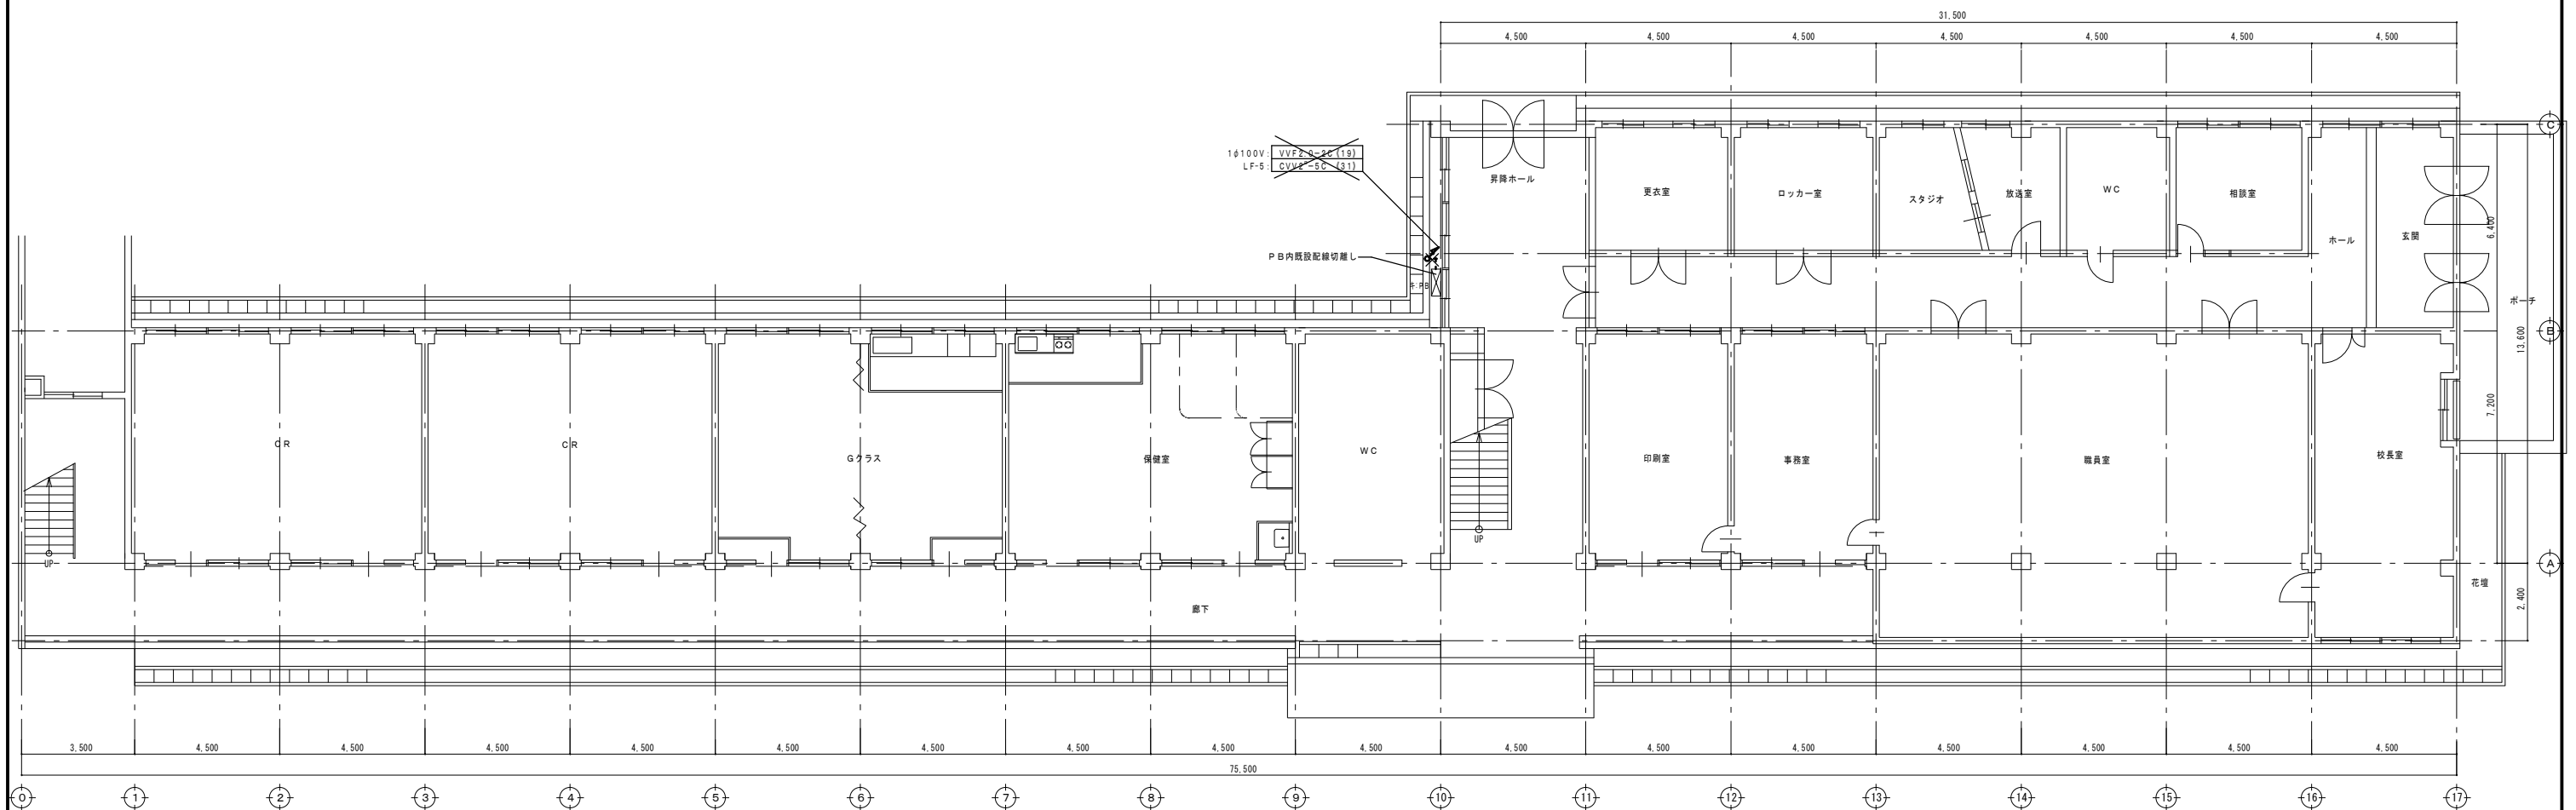 31,500
4,500 4,500 4,500 4,500 4,500 4,500 4,500
1φ100V: VVF2.0-2C (19)
LF-5: CVV2□-5C (31)
PB内既設配線切離し
PB
昇降ホール
更衣室
ロッカー室
スタジオ
放送室
WC
相談室
ホール
玄関
ポーチ
6,400
13,600
7,200
2,400
C
B
A
CR
CR
Gクラス
保健室
WC
印刷室
事務室
職員室
校長室
花壇
UP
UP
廊下
3,500 4,500 4,500 4,500 4,500 4,500 4,500 4,500 4,500 4,500 4,500 4,500 4,500 4,500 4,500 4,500 4,500
75,500
0 1 2 3 4 5 6 7 8 9 10 11 12 13 14 15 16 17